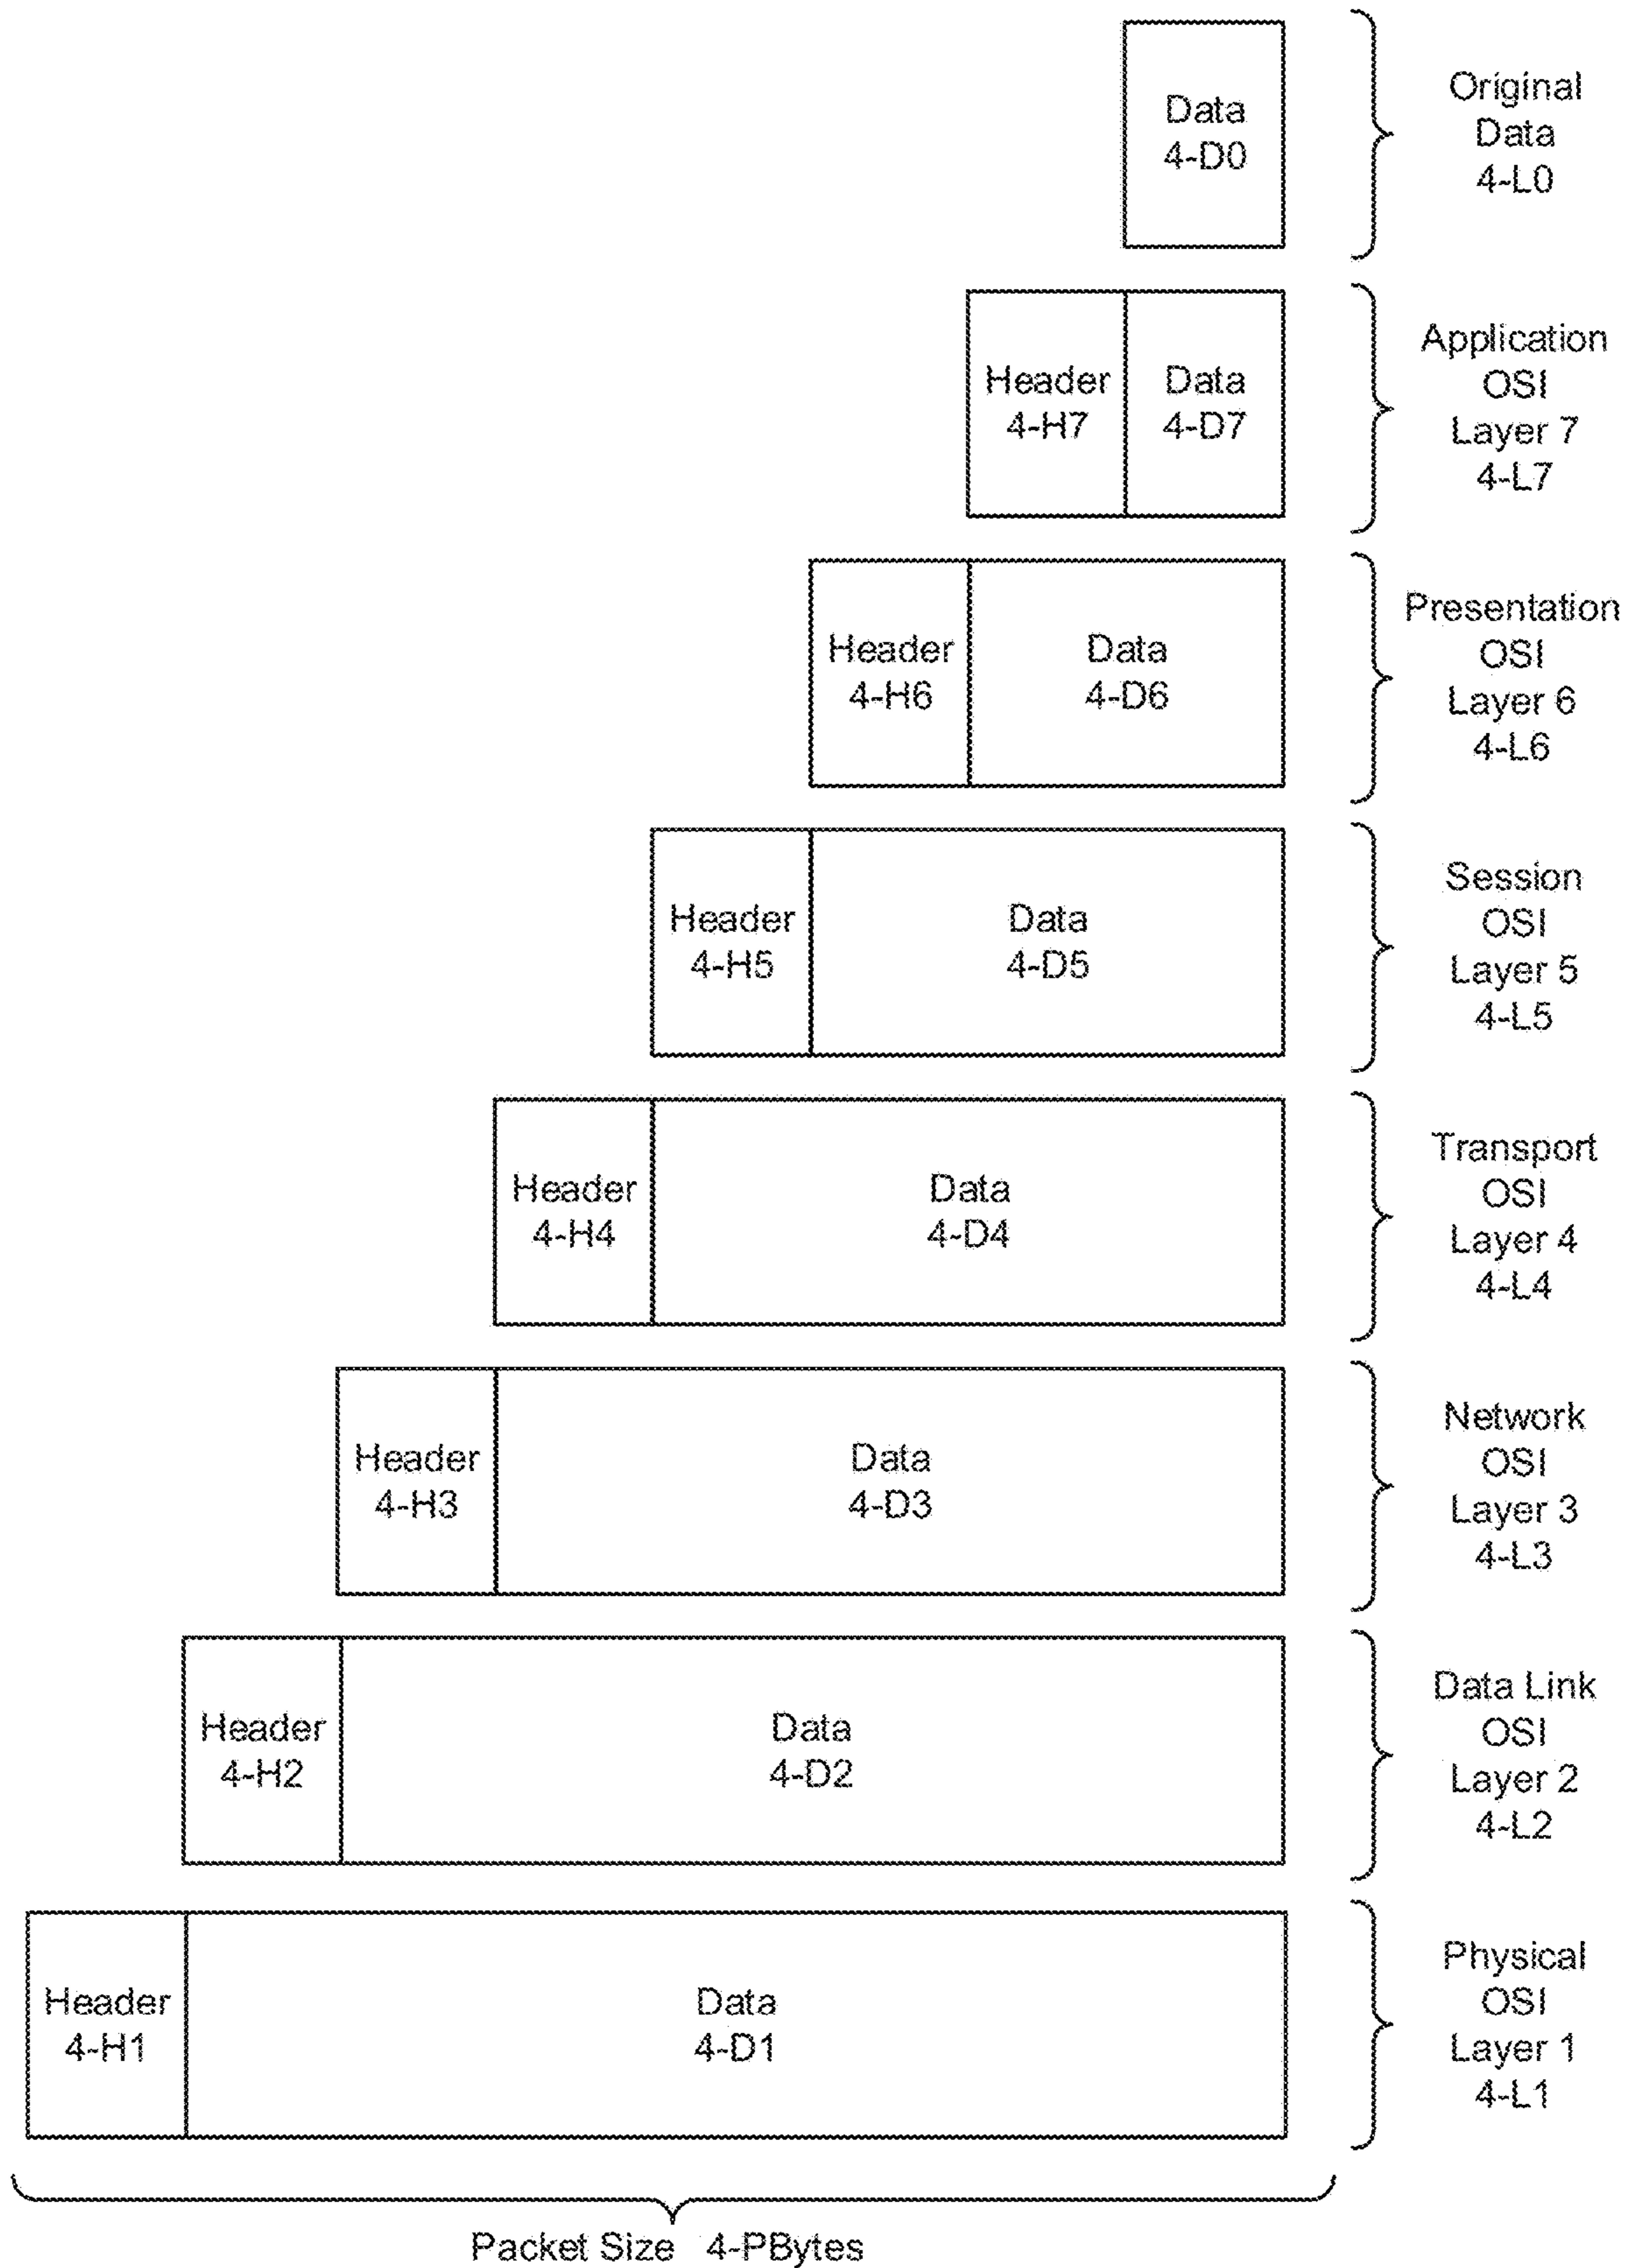 Data
4-D0
Original
Data
4-L0
Header
4-H7
Data
4-D7
Application
OSI
Layer 7
4-L7
Header
4-H6
Data
4-D6
Presentation
OSI
Layer 6
4-L6
Header
4-H5
Data
4-D5
Session
OSI
Layer 5
4-L5
Header
4-H4
Data
4-D4
Transport
OSI
Layer 4
4-L4
Header
4-H3
Data
4-D3
Network
OSI
Layer 3
4-L3
Header
4-H2
Data
4-D2
Data Link
OSI
Layer 2
4-L2
Header
4-H1
Data
4-D1
Physical
OSI
Layer 1
4-L1
Packet Size 4-PBytes